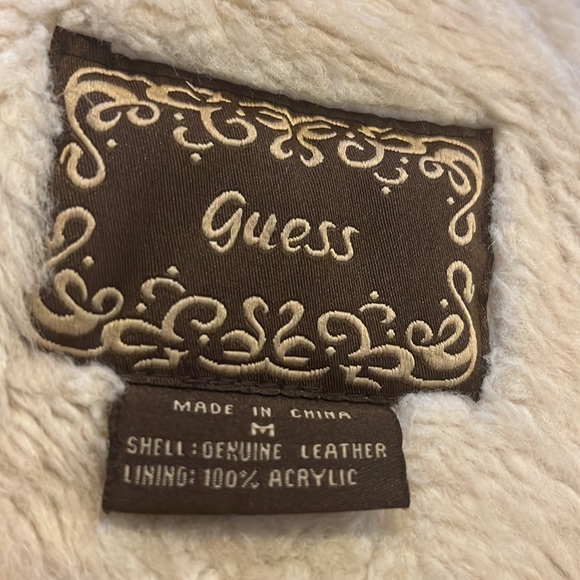 Guess
MADE IN CHINA
M
SHELL: GENUINE LEATHER
LINING: 100% ACRYLIC